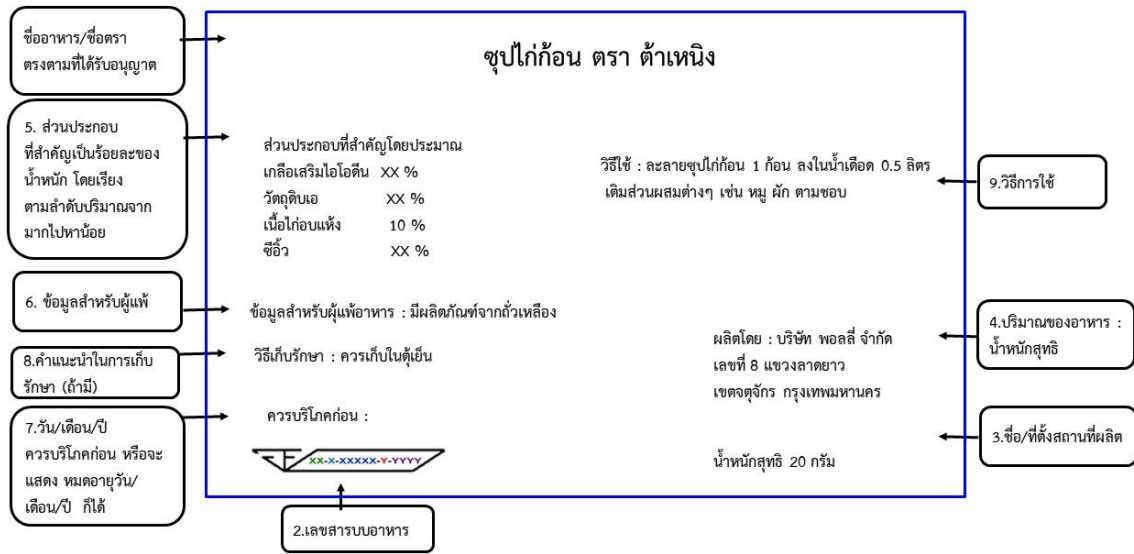 ชื่ออาหาร/ชื่อตรา
ตรงตามที่ได้รับอนุญาต
ซุปไก่ก้อน ตรา ต้าเหนิง
5. ส่วนประกอบ
ที่สำคัญเป็นร้อยละของ
น้ำหนัก โดยเรียง
ตามลำดับปริมาณจาก
มากไปหาน้อย
ส่วนประกอบที่สำคัญโดยประมาณ
เกลือเสริมไอโอดีน XX %
วัตถุดิบเอ XX %
เนื้อไก่อบแห้ง 10 %
ซีอิ๊ว XX %
วิธีใช้ : ละลายซุปไก่ก้อน 1 ก้อน ลงในน้ำเดือด 0.5 ลิตร
เติมส่วนผสมต่างๆ เช่น หมู ผัก ตามชอบ
9.วิธีการใช้
6. ข้อมูลสำหรับผู้แพ้
ข้อมูลสำหรับผุ้แพ้อาหาร : มีผลิตภัณฑ์จากถั่วเหลือง
8.คำแนะนำในการเก็บ
รักษา (ถ้ามี)
วิธีเก็บรักษา : ควรเก็บในตุ้เย็น
ผลิตโดย : บริษัท พอลลี่ จำกัด
เลขที่ 8 แขวงลาดยาว
เขตจตุจักร กรุงเทพมหานคร
4.ปริมาณของอาหาร :
น้ำหนักสุทธิ
7.วัน/เดือน/ปี
ควรบริโภคก่อน หรือจะ
แสดง หมดอายุวัน/
เดือน/ปี ก็ได้
ควรบริโภคก่อน :
XX-X-XXXXX-Y-YYYY
น้ำหนักสุทธิ 20 กรัม
3.ชื่อ/ที่ตั้งสถานที่ผลิต
2.เลขสารบบอาหาร